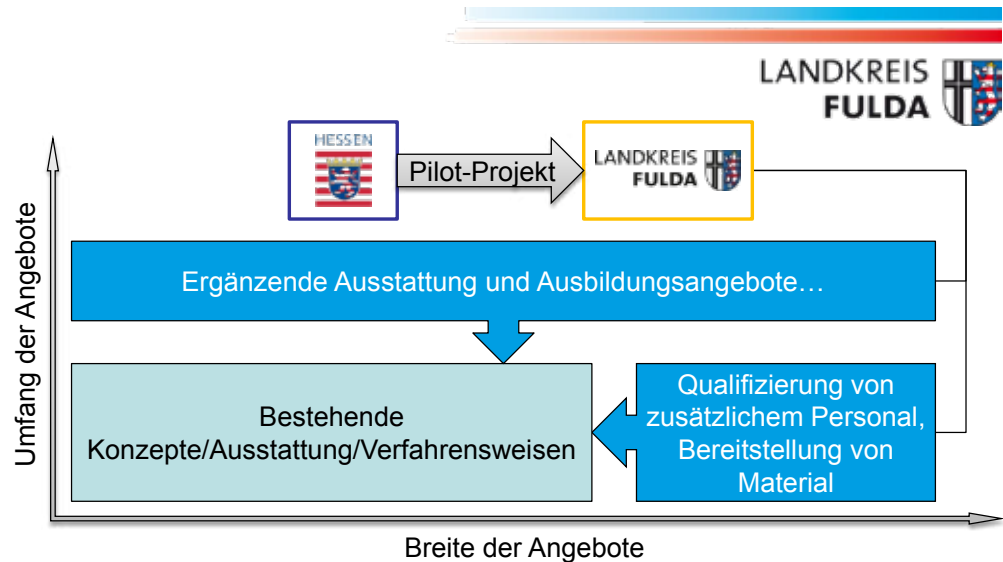 LANDKREIS
FULDA
HESSEN
Pilot-Projekt
LANDKREIS
FULDA
Umfang der Angebote
Ergänzende Ausstattung und Ausbildungsangebote…
Bestehende
Konzepte/Ausstattung/Verfahrensweisen
Qualifizierung von
zusätzlichem Personal,
Bereitstellung von
Material
Breite der Angebote